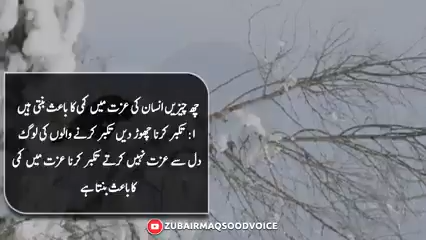 چھ چیزیں انسان کی عزت میں کمی کا باعث بنتی ہیں
1: تکبر کرنا چھوڑ دیں تکبر کرنے والوں کی لوگ
دل سے عزت نہیں کرتے تکبر کرنا عزت میں کمی
کا باعث بنتا ہے
ZUBAIRMAQSOODVOICE